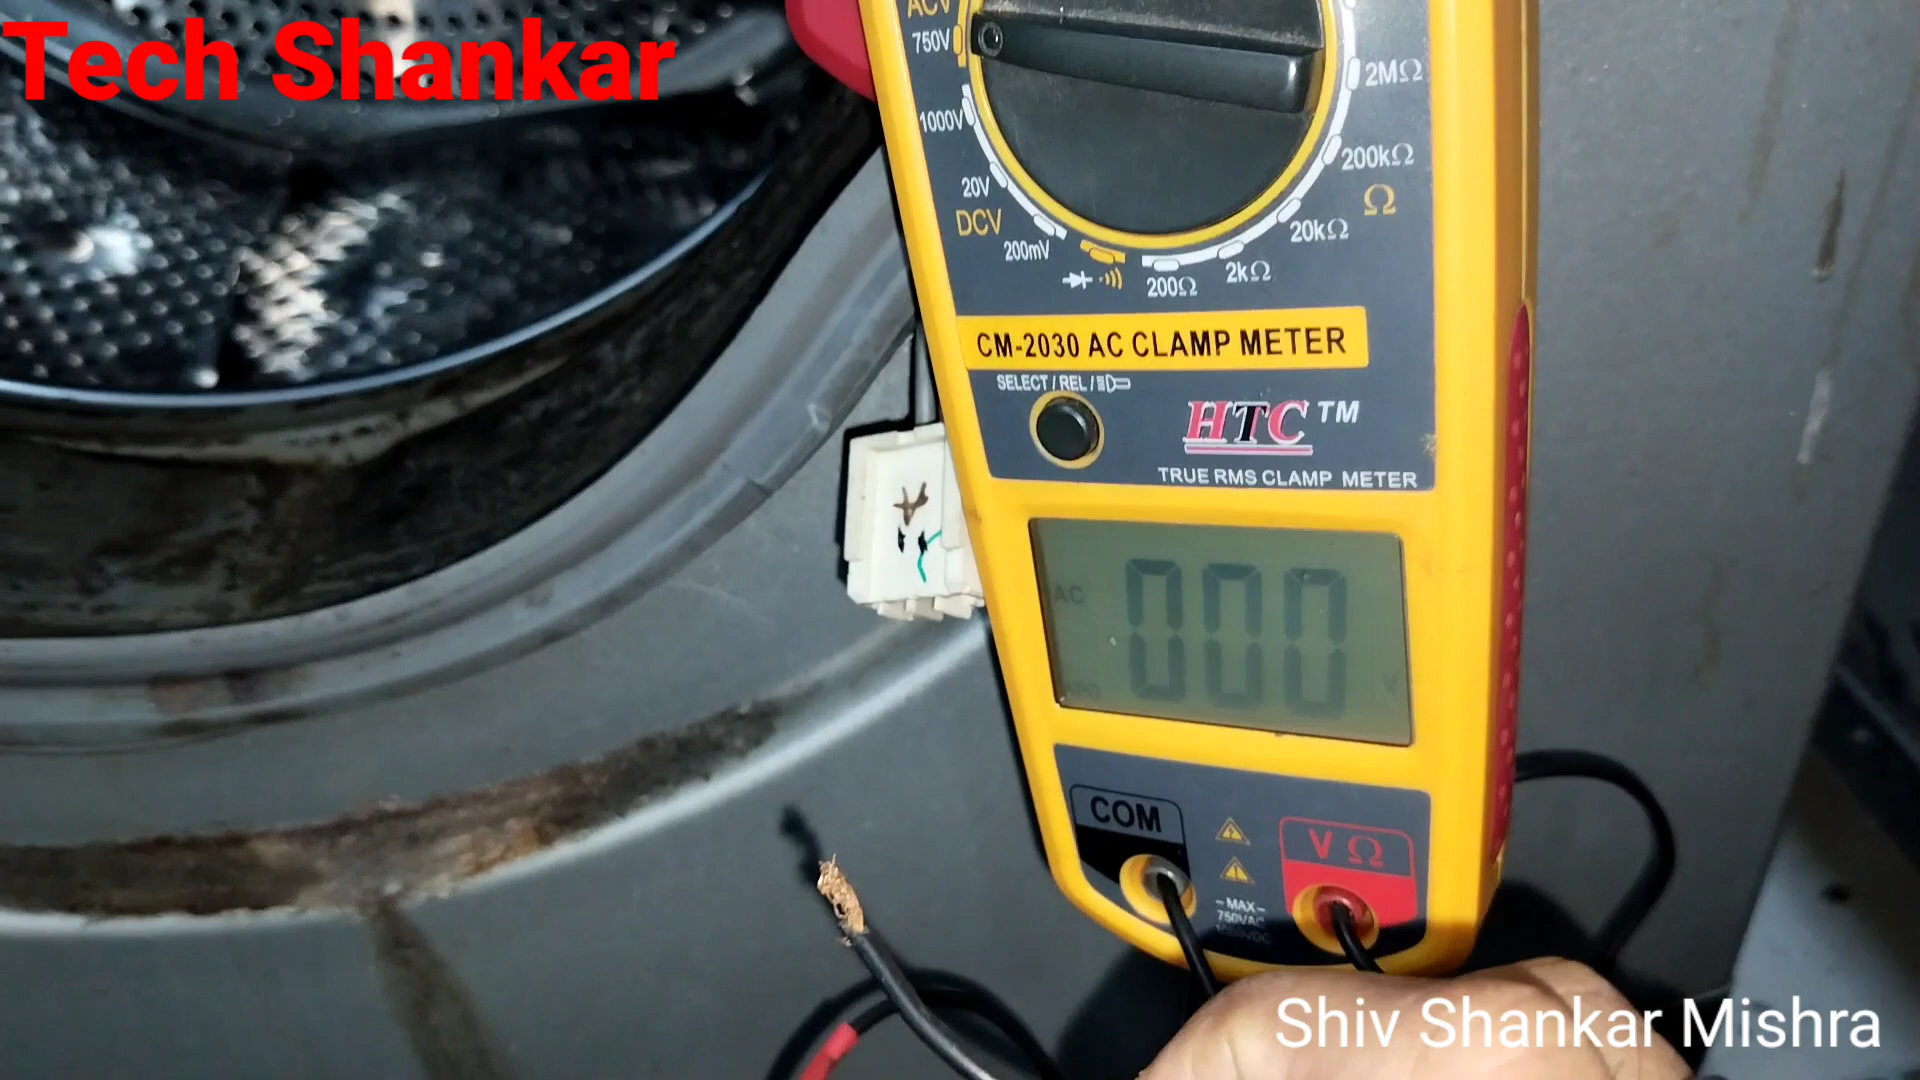 Tech Shankar
ACV
750V
1000V
20V
DCV
200mV
200Ω
2kΩ
20kΩ
Ω
200kΩ
2MΩ
CM-2030 AC CLAMP METER
SELECT / REL /
HTC TM
TRUE RMS CLAMP METER
AC
000
COM
V Ω
-MAX-
750VAC
Shiv Shankar Mishra